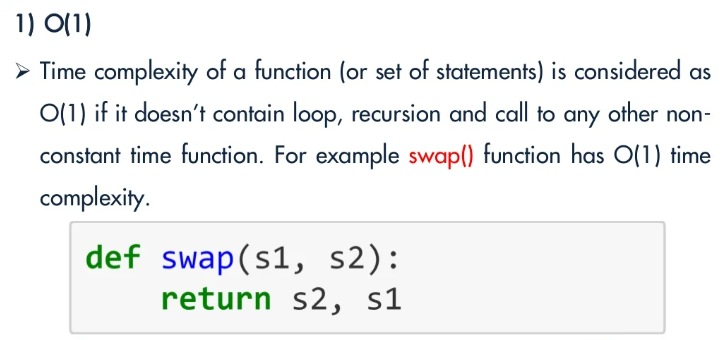 1) O(1)
➢ Time complexity of a function (or set of statements) is considered as
O(1) if it doesn’t contain loop, recursion and call to any other non-
constant time function. For example swap() function has O(1) time
complexity.
def swap(s1, s2):
    return s2, s1